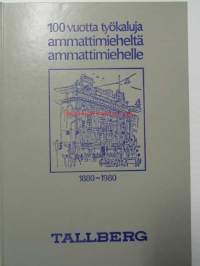 100 vuotta työkaluja
ammattimieheltä
ammattimiehelle
1880-1980
TALLBERG